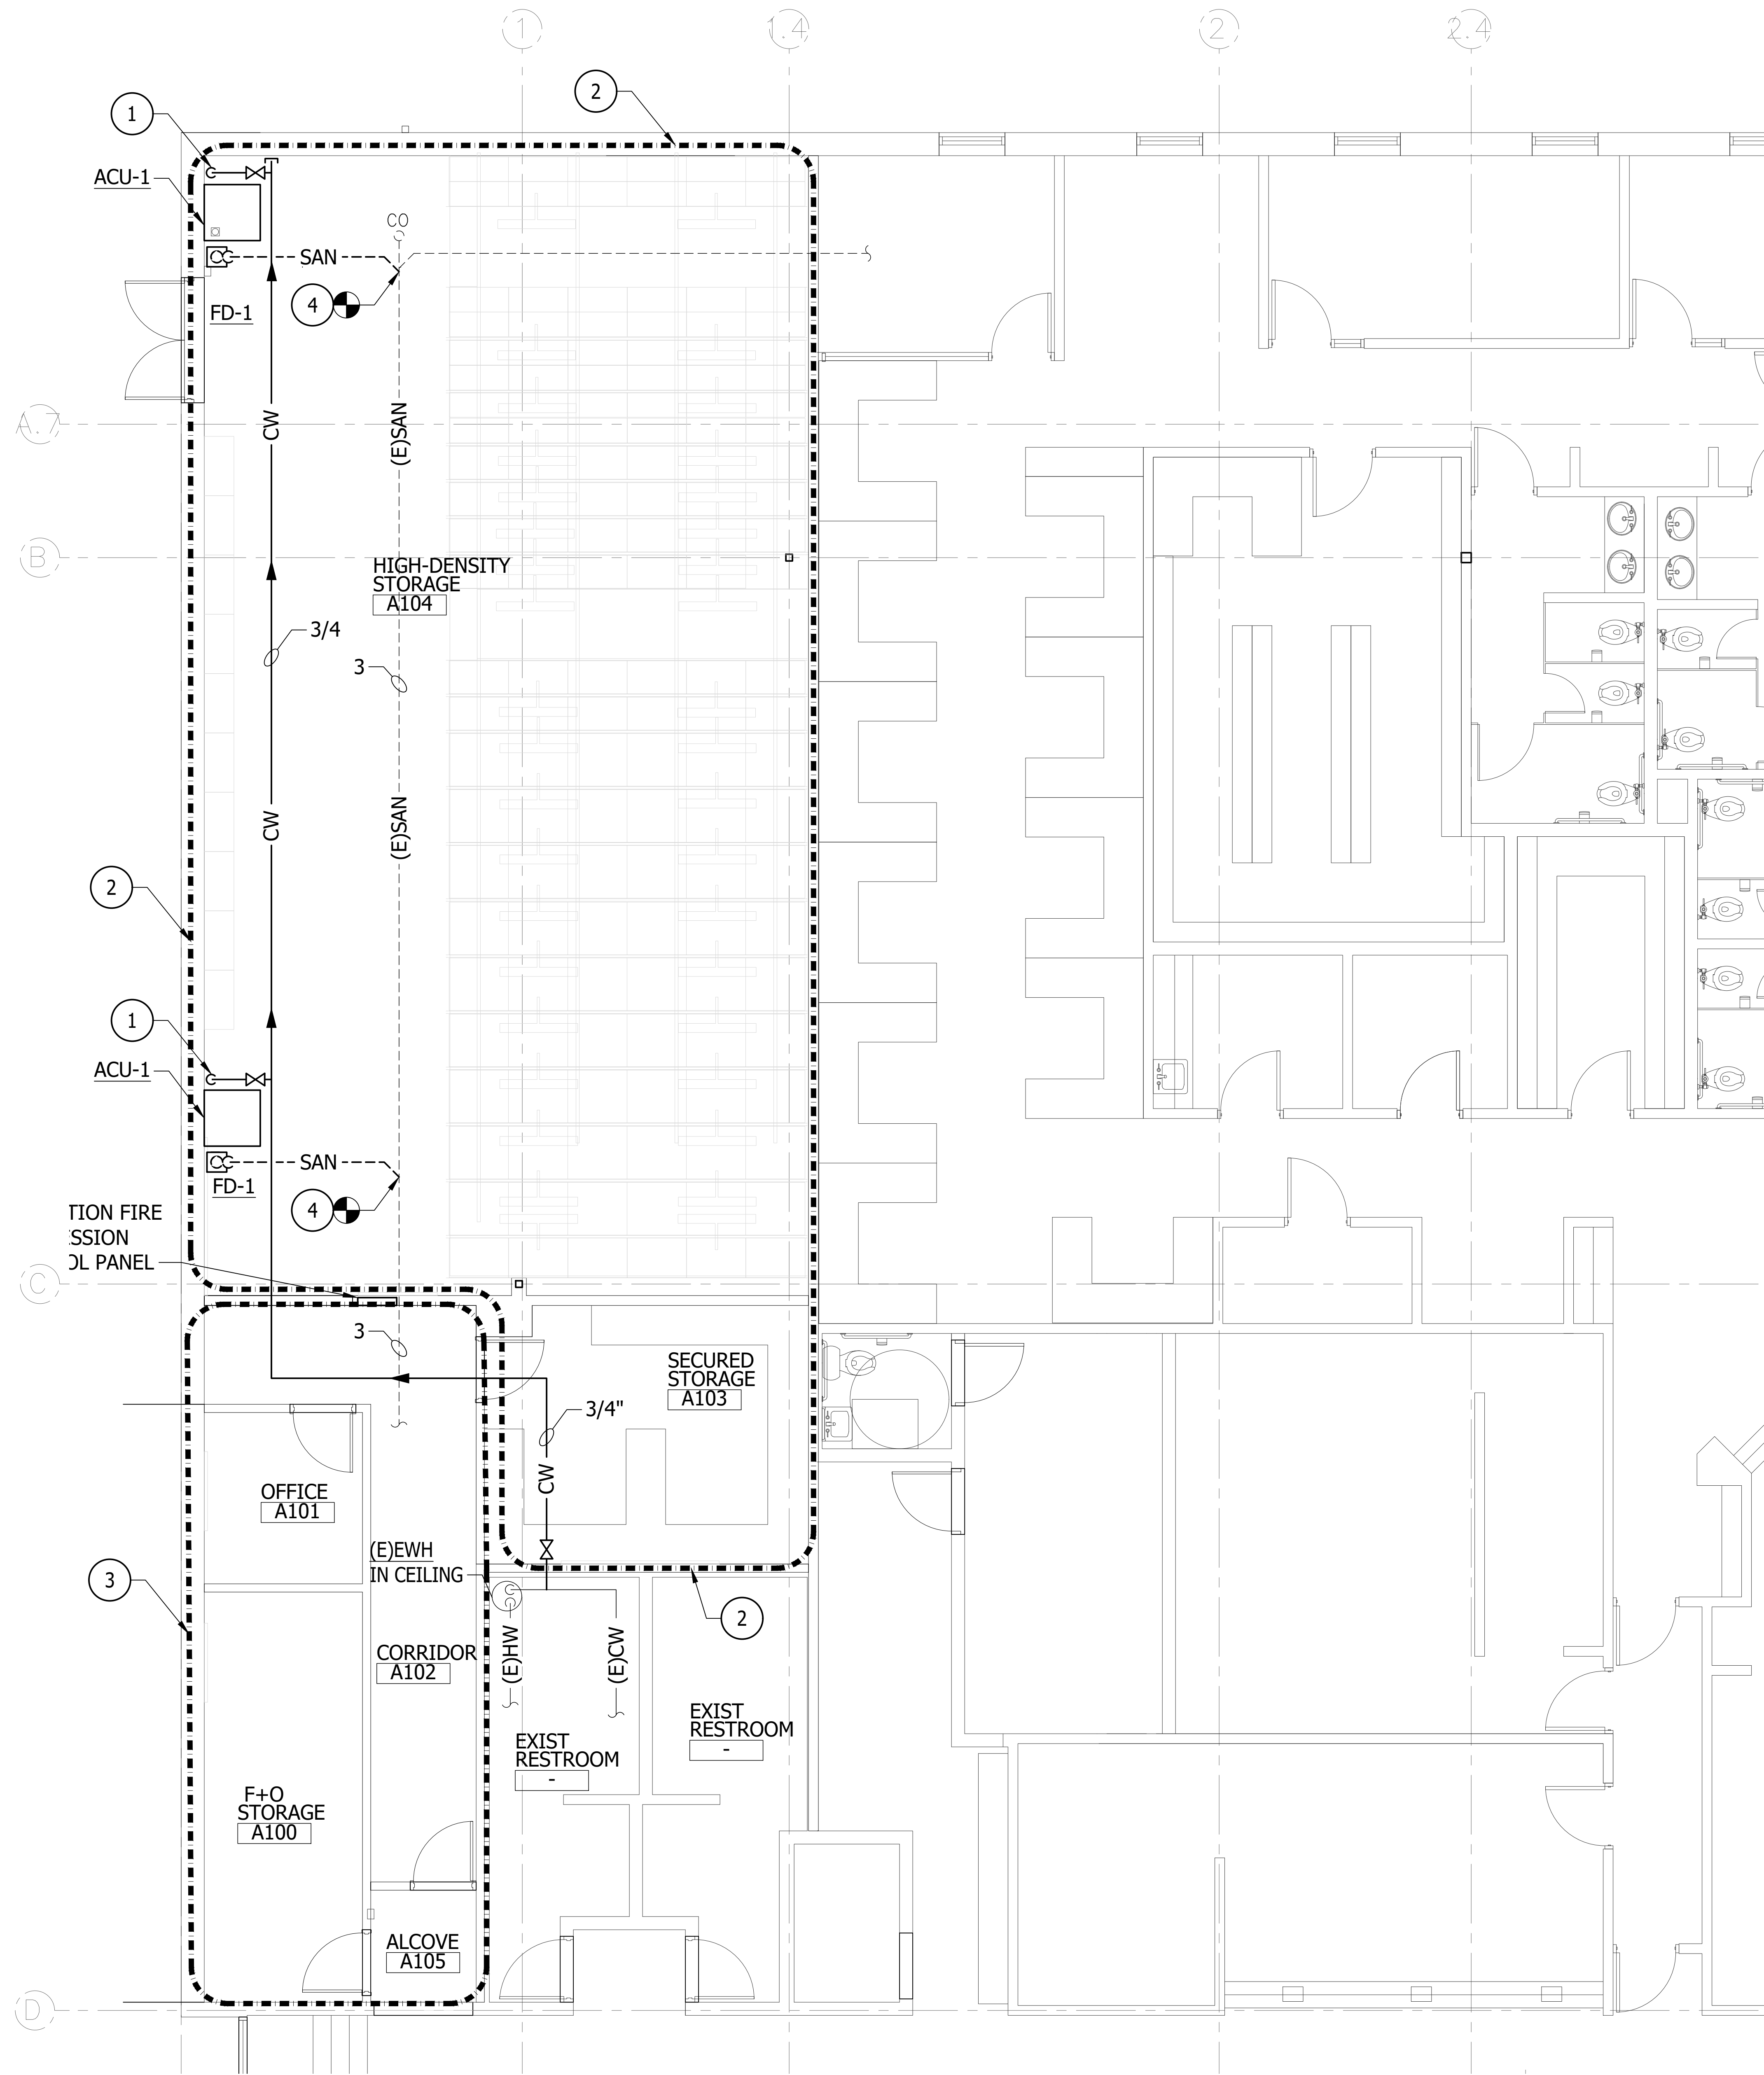 1
1.4
2
2.4
2
1
ACU-1
CO
SAN
4
FD-1
A.7
CW
(E)SAN
B
HIGH-DENSITY
STORAGE
A104
3/4
3
CW
(E)SAN
2
1
ACU-1
SAN
FD-1
4
TION FIRE
SSION
OL PANEL
C
3
SECURED
STORAGE
A103
3/4"
CW
OFFICE
A101
(E)EWH
IN CEILING
3
2
CORRIDOR
A102
(E)HW
(E)CW
EXIST
RESTROOM
-
EXIST
RESTROOM
-
F+O
STORAGE
A100
ALCOVE
A105
D